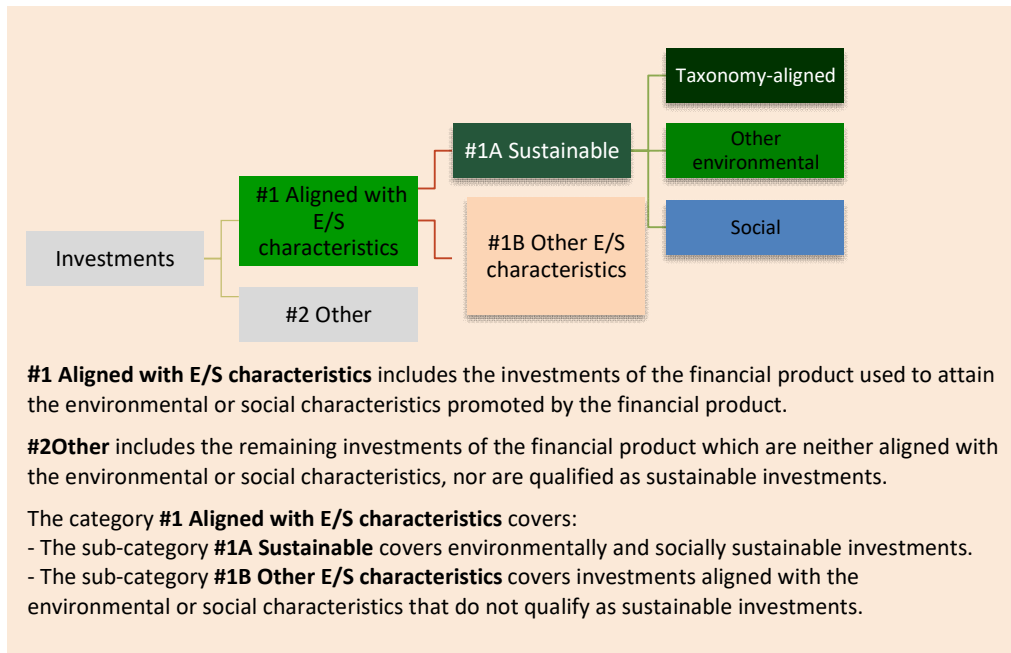 Taxonomy-aligned
#1A Sustainable
Other
environmental
#1 Aligned with
E/S
characteristics
#1B Other E/S
characteristics
Social
Investments
#2 Other
#1 Aligned with E/S characteristics includes the investments of the financial product used to attain
the environmental or social characteristics promoted by the financial product.
#2Other includes the remaining investments of the financial product which are neither aligned with
the environmental or social characteristics, nor are qualified as sustainable investments.
The category #1 Aligned with E/S characteristics covers:
- The sub-category #1A Sustainable covers environmentally and socially sustainable investments.
- The sub-category #1B Other E/S characteristics covers investments aligned with the
environmental or social characteristics that do not qualify as sustainable investments.